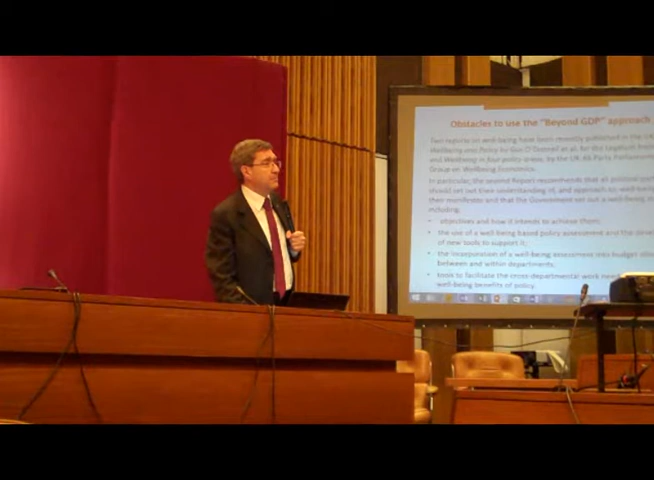 Obstacles to use the "Beyond GDP" approach
Two reports on well-being have been recently published in the UK
Wellbeing and Policy by Gus O'Donnell et al. for the Legatum Instit
and Wellbeing in four policy areas, by the UK All-Party Parliament
Group on Wellbeing Economics.
In particular, the second Report recommends that all political part
should set out their understanding of, and approach to, well-being
their manifestos and that the Government set out a well-being
including:
• objectives and how it intends to achieve them;
• the use of a well-being based policy assessment and the deve
of new tools to support it;
• the incorporation of a well-being assessment into budget
between and within departments;
• tools to facilitate the cross-departmental work
well-being benefits of policy.